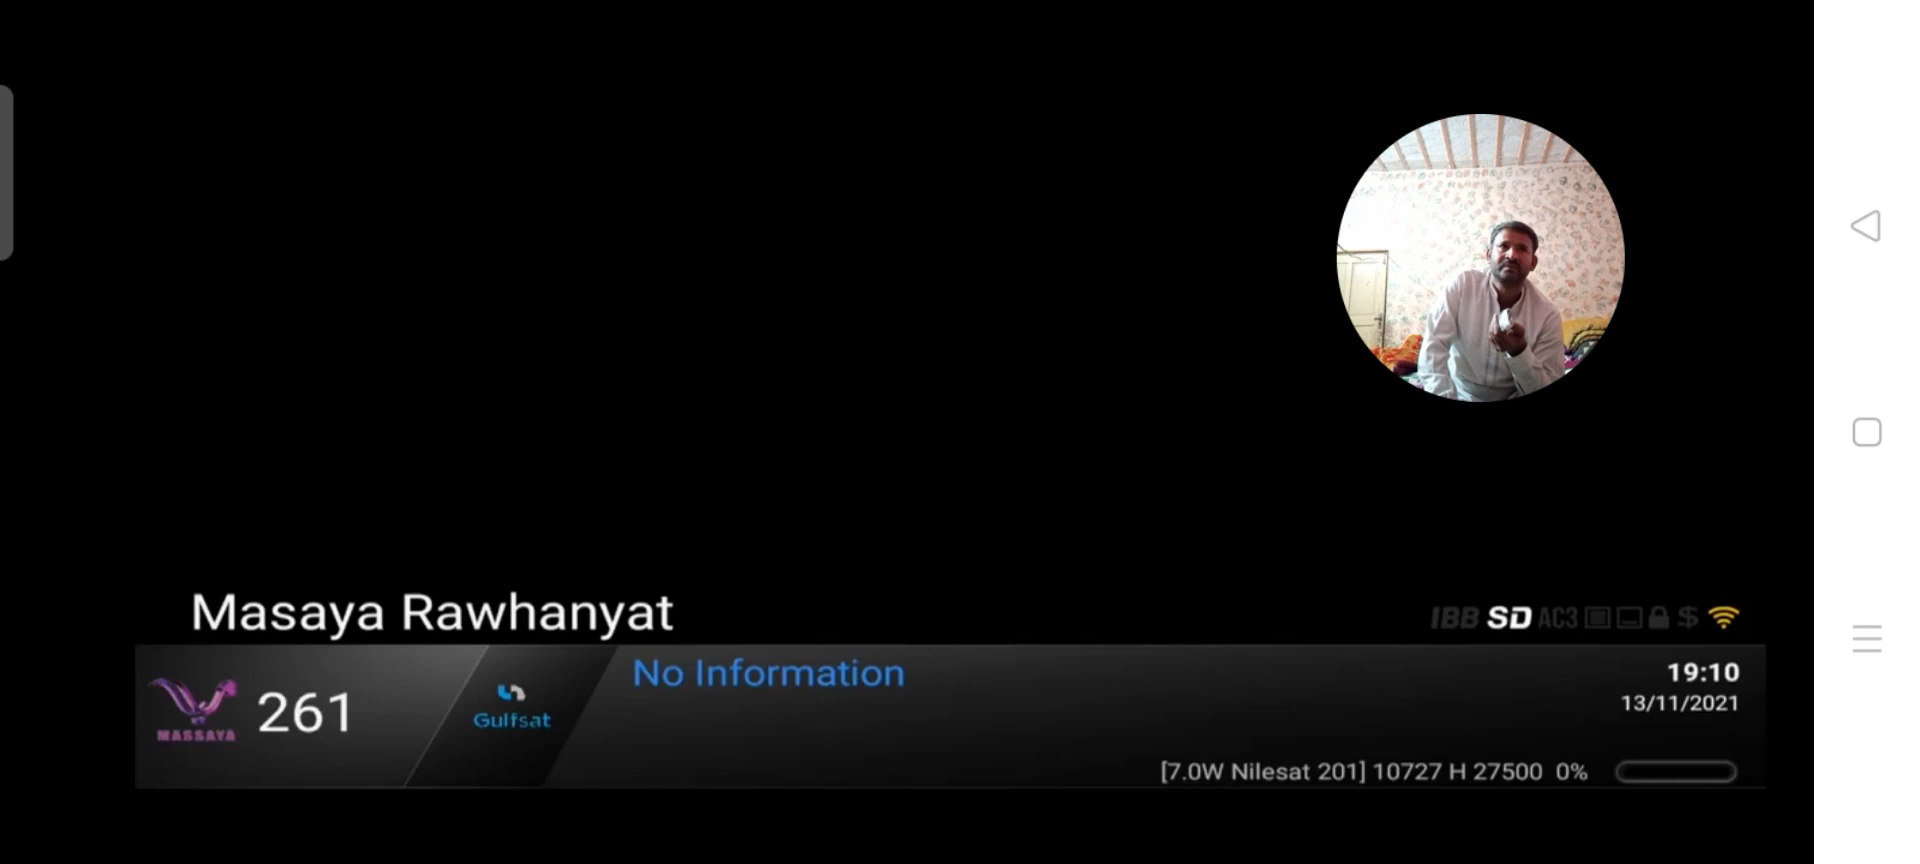 Masaya Rawhanyat
IBB SD AC3 $
MASSAYA
261
Gulfsat
No Information
19:10
13/11/2021
[7.0W Nilesat 201] 10727 H 27500 0%